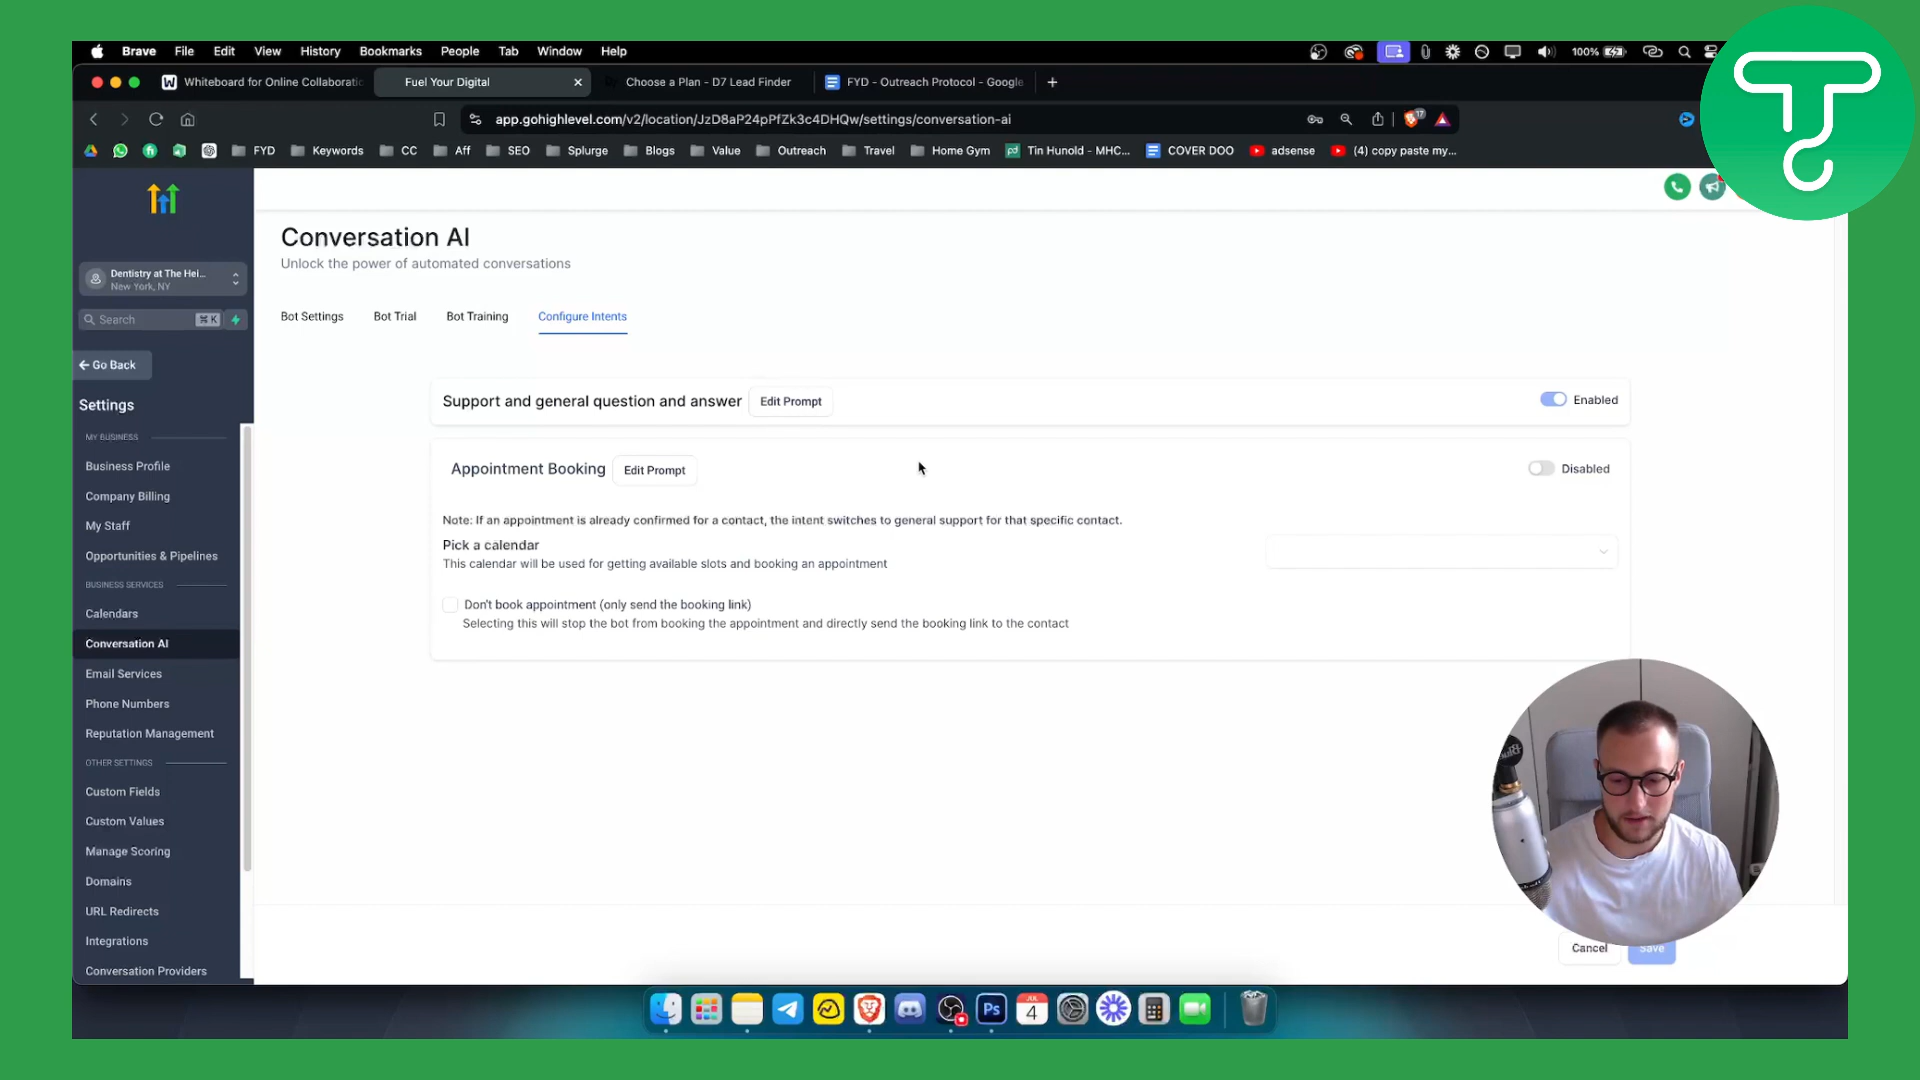 Brave File Edit View History Bookmarks People Tab Window Help 100%
Whiteboard for Online Collaboratic Fuel Your Digital Choose a Plan - D7 Lead Finder FYD - Outreach Protocol - Google
app.gohighlevel.com/v2/location/JzD8aP24pPfZk3c4DHQw/settings/conversation-ai 17
FYD Keywords CC Aff SEO Splurge Blogs Value Outreach Travel Home Gym pd Tin Hunold - MHC... COVER DOO adsense (4) copy paste my...
Conversation AI
Unlock the power of automated conversations
Dentistry at The Hei...
New York, NY
Search ⌘ K
Bot Settings Bot Trial Bot Training Configure Intents
Go Back
Settings
MY BUSINESS
Business Profile
Company Billing
My Staff
Opportunities & Pipelines
BUSINESS SERVICES
Calendars
Conversation AI
Email Services
Phone Numbers
Reputation Management
OTHER SETTINGS
Custom Fields
Custom Values
Manage Scoring
Domains
URL Redirects
Integrations
Conversation Providers
Support and general question and answer Edit Prompt Enabled
Appointment Booking Edit Prompt Disabled
Note: If an appointment is already confirmed for a contact, the intent switches to general support for that specific contact.
Pick a calendar
This calendar will be used for getting available slots and booking an appointment
Don't book appointment (only send the booking link)
Selecting this will stop the bot from booking the appointment and directly send the booking link to the contact
Cancel Save
Ps JUL 4